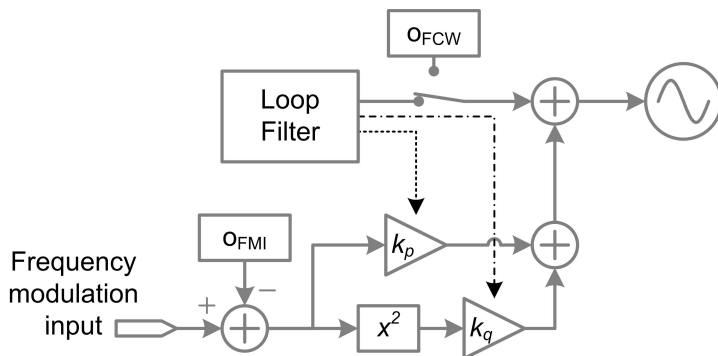 oFCW
Loop
Filter
oFMI
kp
Frequency
modulation
input
+
−
x²
kq